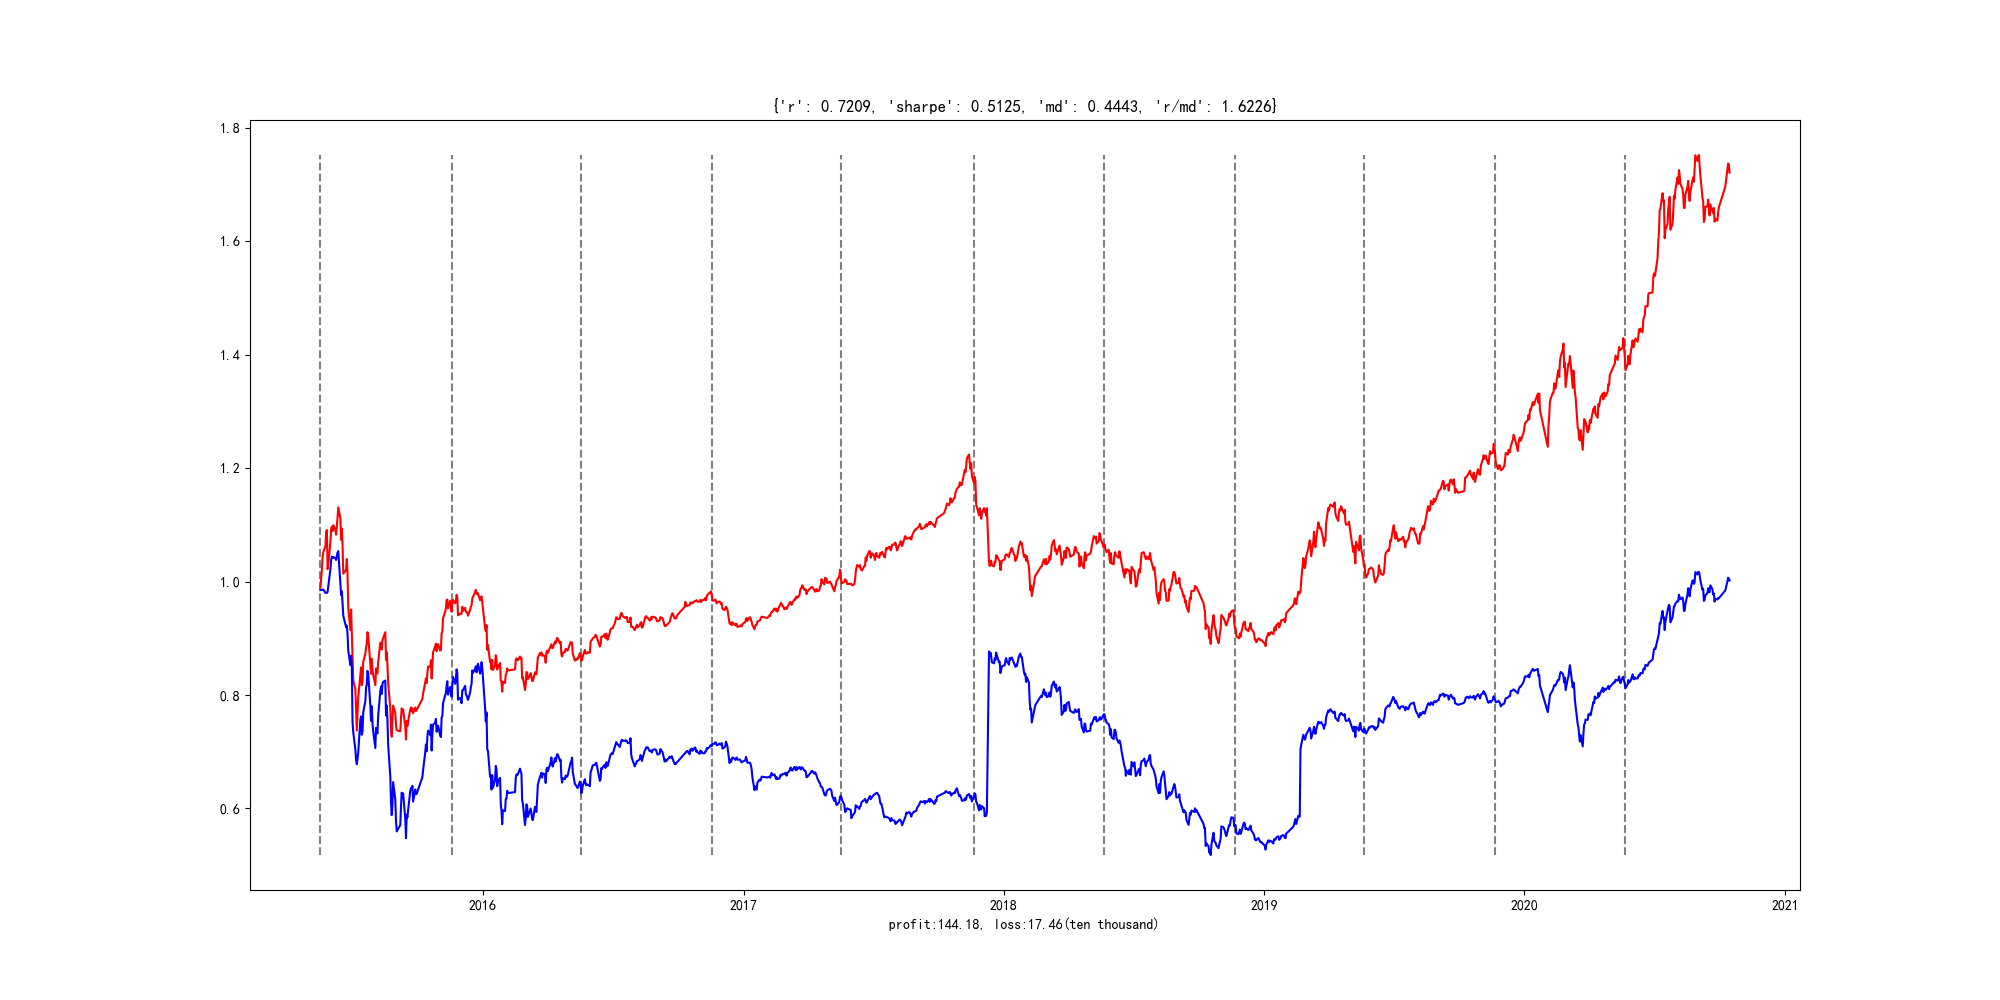 {'r': 0.7209, 'sharpe': 0.5125, 'md': 0.4443, 'r/md': 1.6226}
1.8
1.6
1.4
1.2
1.0
0.8
0.6
2016 2017 2018 2019 2020 2021
profit:144.18, loss:17.46(ten thousand)